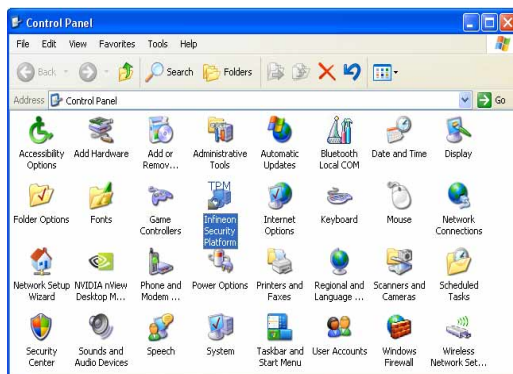 Control Panel
File Edit View Favorites Tools Help
Back Search Folders
Address Control Panel Go
Accessibility Options
Add Hardware
Add or Remov...
Administrative Tools
Automatic Updates
Bluetooth Local COM
Date and Time
Display
Folder Options
Fonts
Game Controllers
TPM
Infineon Security Platform
Internet Options
Keyboard
Mouse
Network Connections
Network Setup Wizard
NVIDIA nView Desktop M...
Phone and Modem ...
Power Options
Printers and Faxes
Regional and Language ...
Scanners and Cameras
Scheduled Tasks
Security Center
Sounds and Audio Devices
Speech
System
Taskbar and Start Menu
User Accounts
Windows Firewall
Wireless Network Set...